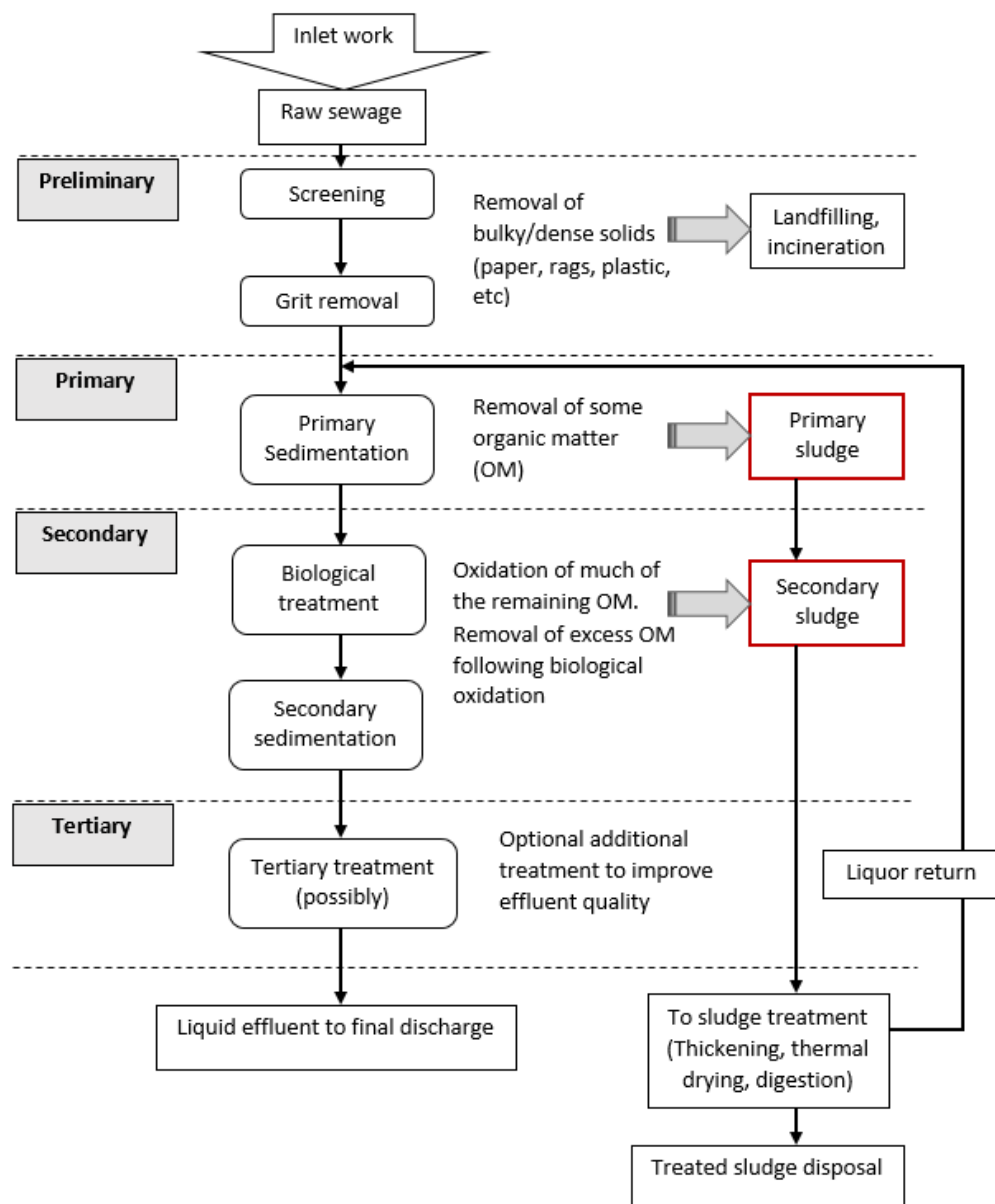 Inlet work
Raw sewage
Preliminary
Screening
Removal of
bulky/dense solids
(paper, rags, plastic,
etc)
Landfilling,
incineration
Grit removal
Primary
Primary
Sedimentation
Removal of some
organic matter
(OM)
Primary
sludge
Secondary
Biological
treatment
Oxidation of much of
the remaining OM.
Removal of excess OM
following biological
oxidation
Secondary
sludge
Secondary
sedimentation
Tertiary
Tertiary treatment
(possibly)
Optional additional
treatment to improve
effluent quality
Liquor return
Liquid effluent to final discharge
To sludge treatment
(Thickening, thermal
drying, digestion)
Treated sludge disposal